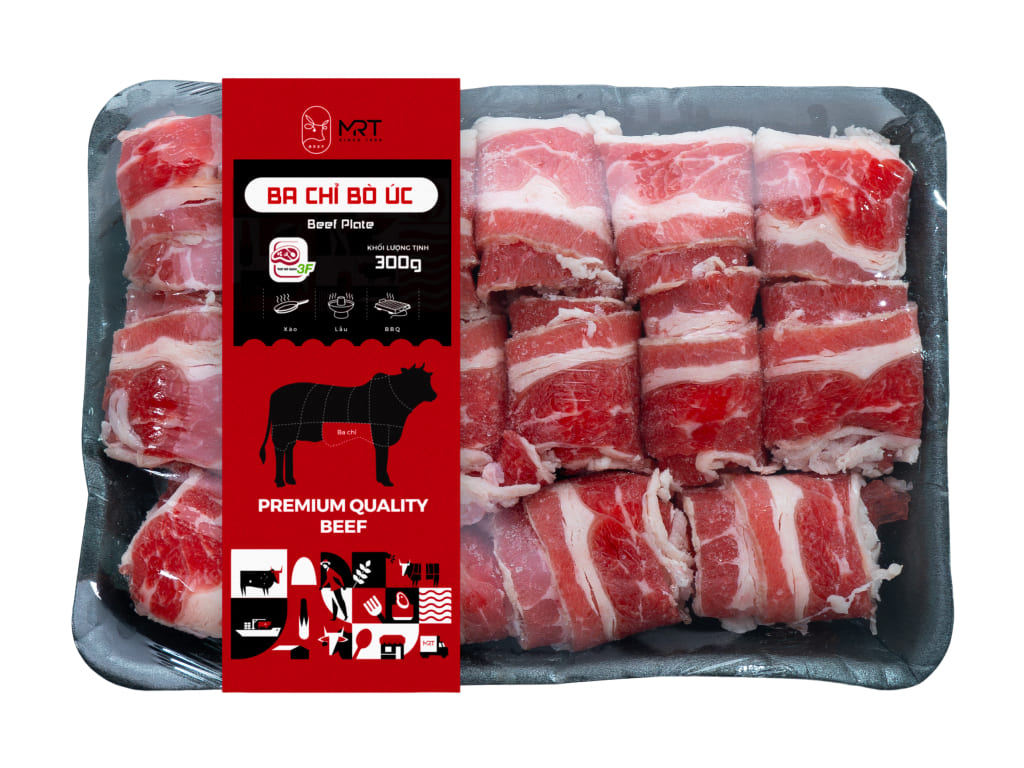 MRT
BEEF
BA CHỈ BÒ ÚC
Beef Plate
KHỐI LƯỢNG TỊNH
300g
3F
Xào
Lẩu
BBQ
Ba chỉ
PREMIUM QUALITY
BEEF
MRT